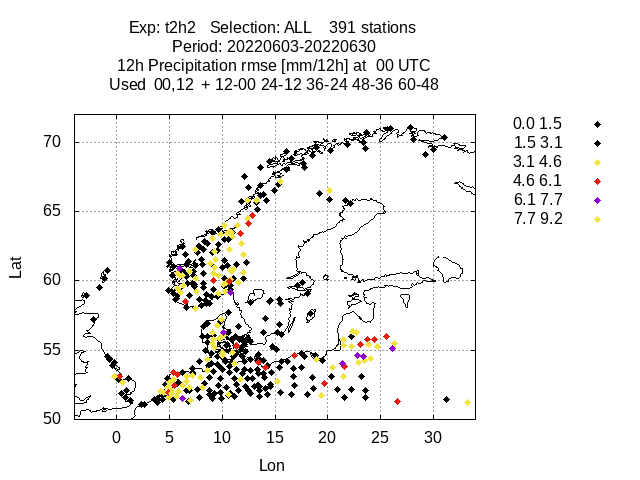 Exp: t2h2   Selection: ALL    391 stations
Period: 20220603-20220630
12h Precipitation rmse [mm/12h] at  00 UTC
Used  00,12  + 12-00 24-12 36-24 48-36 60-48
0.0 1.5
1.5 3.1
3.1 4.6
4.6 6.1
6.1 7.7
7.7 9.2
70
65
60
55
50
Lat
0 5 10 15 20 25 30
Lon